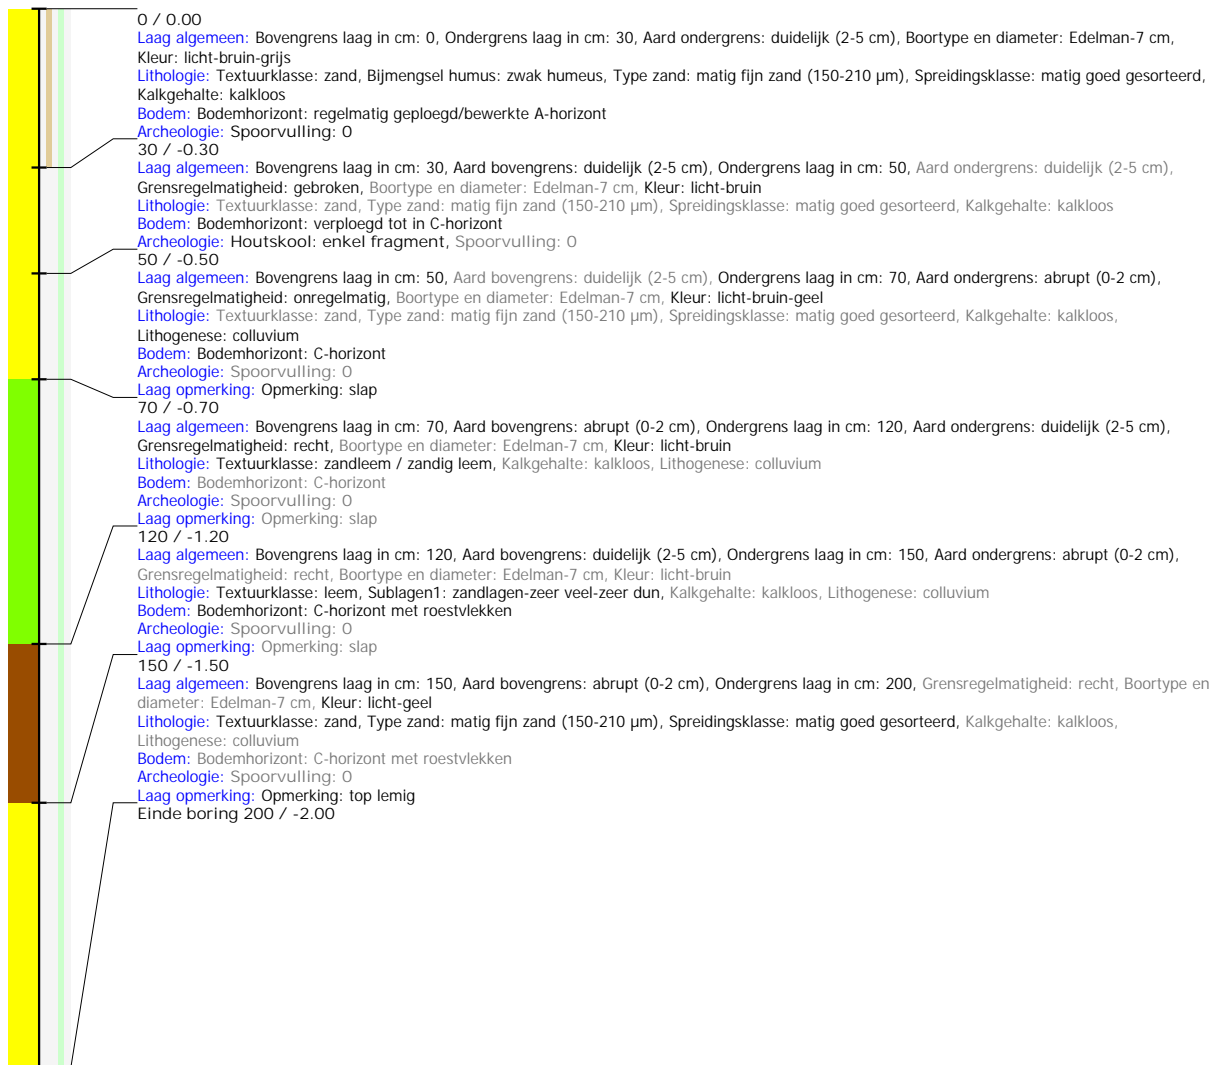 0 / 0.00
Laag algemeen: Bovengrens laag in cm: 0, Ondergrens laag in cm: 30, Aard ondergrens: duidelijk (2-5 cm), Boortype en diameter: Edelman-7 cm,
Kleur: licht-bruin-grijs
Lithologie: Textuurklasse: zand, Bijmengsel humus: zwak humeus, Type zand: matig fijn zand (150-210 µm), Spreidingsklasse: matig goed gesorteerd,
Kalkgehalte: kalkloos
Bodem: Bodemhorizont: regelmatig geploegd/bewerkte A-horizont
Archeologie: Spoorvulling: 0
30 / -0.30
Laag algemeen: Bovengrens laag in cm: 30, Aard bovengrens: duidelijk (2-5 cm), Ondergrens laag in cm: 50, Aard ondergrens: duidelijk (2-5 cm),
Grensregelmatigheid: gebroken, Boortype en diameter: Edelman-7 cm, Kleur: licht-bruin
Lithologie: Textuurklasse: zand, Type zand: matig fijn zand (150-210 µm), Spreidingsklasse: matig goed gesorteerd, Kalkgehalte: kalkloos
Bodem: Bodemhorizont: verploegd tot in C-horizont
Archeologie: Houtskool: enkel fragment, Spoorvulling: 0
50 / -0.50
Laag algemeen: Bovengrens laag in cm: 50, Aard bovengrens: duidelijk (2-5 cm), Ondergrens laag in cm: 70, Aard ondergrens: abrupt (0-2 cm),
Grensregelmatigheid: onregelmatig, Boortype en diameter: Edelman-7 cm, Kleur: licht-bruin-geel
Lithologie: Textuurklasse: zand, Type zand: matig fijn zand (150-210 µm), Spreidingsklasse: matig goed gesorteerd, Kalkgehalte: kalkloos,
Lithogenese: colluvium
Bodem: Bodemhorizont: C-horizont
Archeologie: Spoorvulling: 0
Laag opmerking: Opmerking: slap
70 / -0.70
Laag algemeen: Bovengrens laag in cm: 70, Aard bovengrens: abrupt (0-2 cm), Ondergrens laag in cm: 120, Aard ondergrens: duidelijk (2-5 cm),
Grensregelmatigheid: recht, Boortype en diameter: Edelman-7 cm, Kleur: licht-bruin
Lithologie: Textuurklasse: zandleem / zandig leem, Kalkgehalte: kalkloos, Lithogenese: colluvium
Bodem: Bodemhorizont: C-horizont
Archeologie: Spoorvulling: 0
Laag opmerking: Opmerking: slap
120 / -1.20
Laag algemeen: Bovengrens laag in cm: 120, Aard bovengrens: duidelijk (2-5 cm), Ondergrens laag in cm: 150, Aard ondergrens: abrupt (0-2 cm),
Grensregelmatigheid: recht, Boortype en diameter: Edelman-7 cm, Kleur: licht-bruin
Lithologie: Textuurklasse: leem, Sublagen1: zandlagen-zeer veel-zeer dun, Kalkgehalte: kalkloos, Lithogenese: colluvium
Bodem: Bodemhorizont: C-horizont met roestvlekken
Archeologie: Spoorvulling: 0
Laag opmerking: Opmerking: slap
150 / -1.50
Laag algemeen: Bovengrens laag in cm: 150, Aard bovengrens: abrupt (0-2 cm), Ondergrens laag in cm: 200, Grensregelmatigheid: recht, Boortype en
diameter: Edelman-7 cm, Kleur: licht-geel
Lithologie: Textuurklasse: zand, Type zand: matig fijn zand (150-210 µm), Spreidingsklasse: matig goed gesorteerd, Kalkgehalte: kalkloos,
Lithogenese: colluvium
Bodem: Bodemhorizont: C-horizont met roestvlekken
Archeologie: Spoorvulling: 0
Laag opmerking: Opmerking: top lemig
Einde boring 200 / -2.00